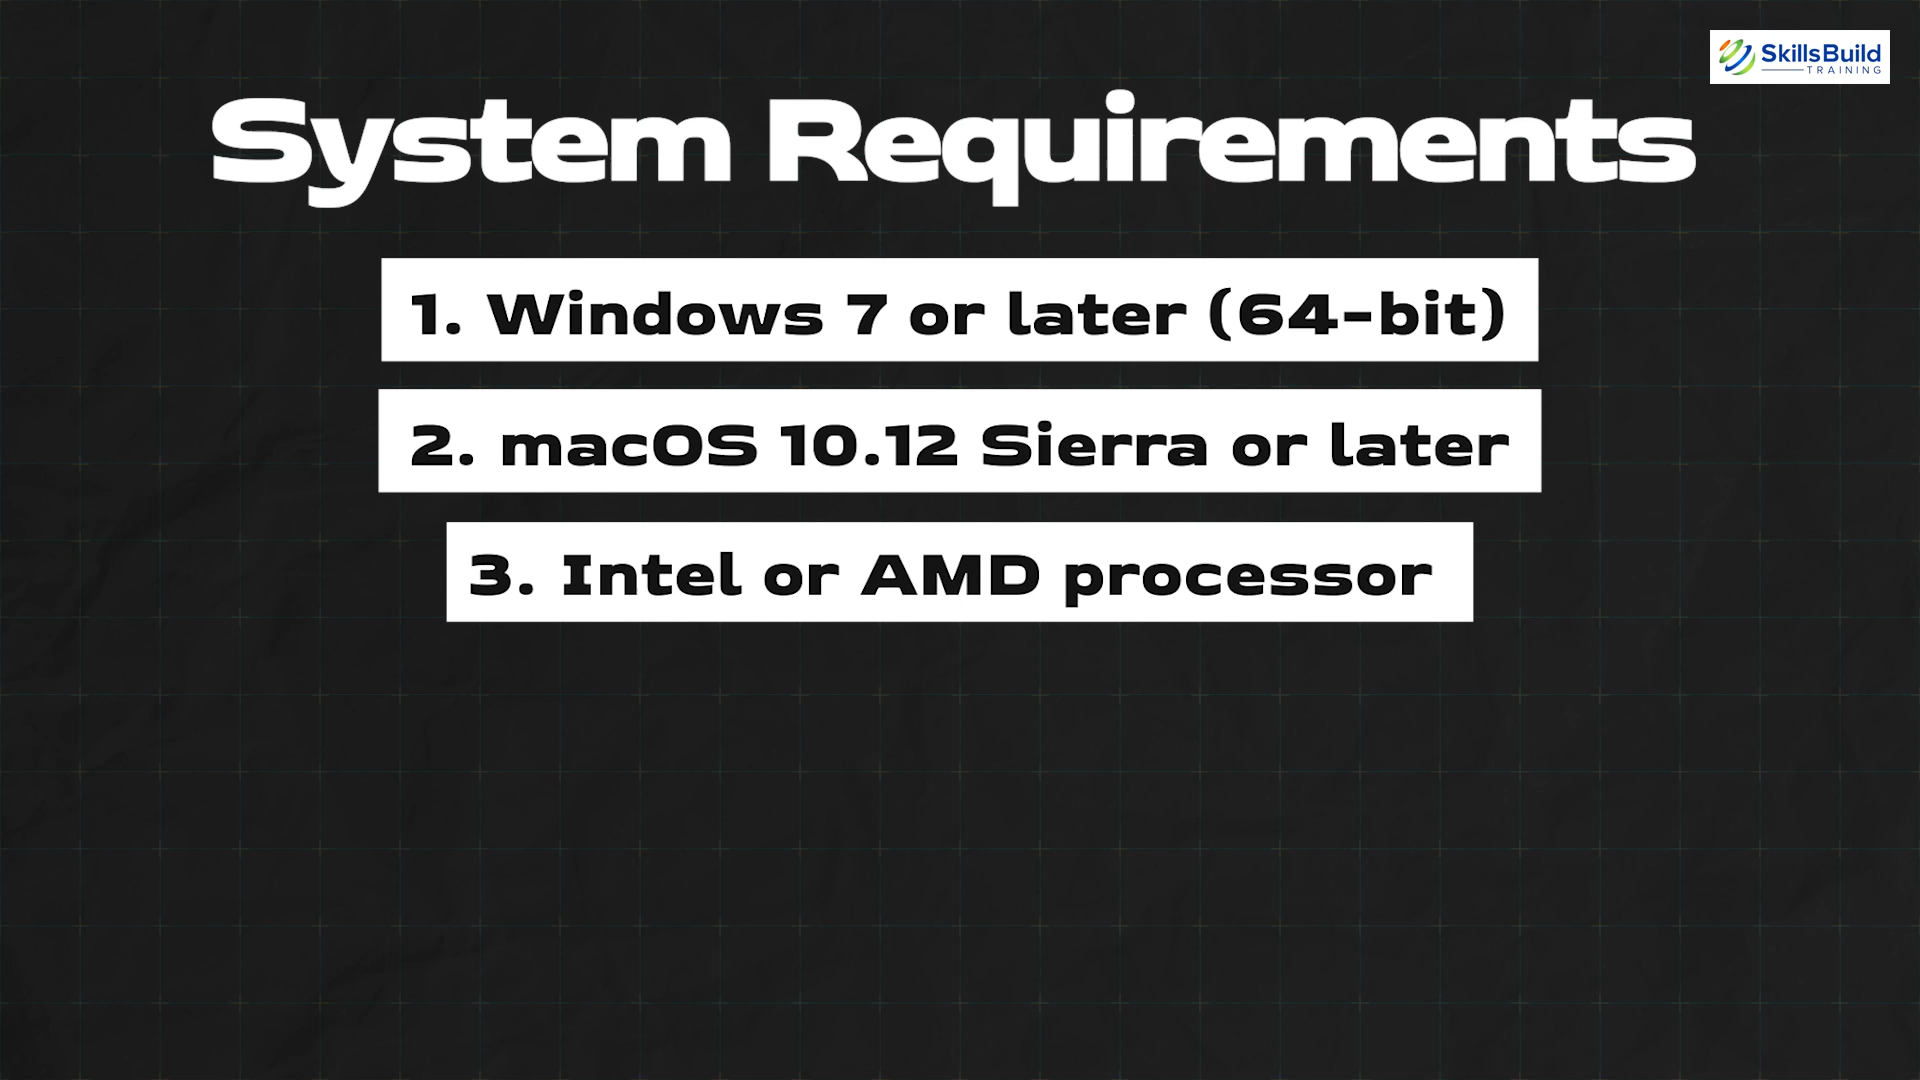 SkillsBuild
TRAINING
System Requirements
1. Windows 7 or later (64-bit)
2. macOS 10.12 Sierra or later
3. Intel or AMD processor